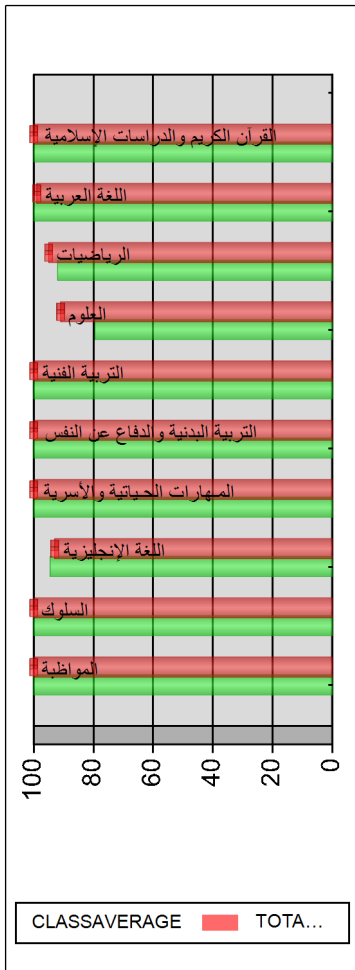 القرآن الكريم والدراسات الإسلامية
اللغة العربية
الرياضيات
العلوم
التربية الفنية
التربية البدنية والدفاع عن النفس
المهارات الحياتية والأسرية
اللغة الإنجليزية
السلوك
المواظبة
100 80 60 40 20 0
CLASSAVERAGE TOTA...